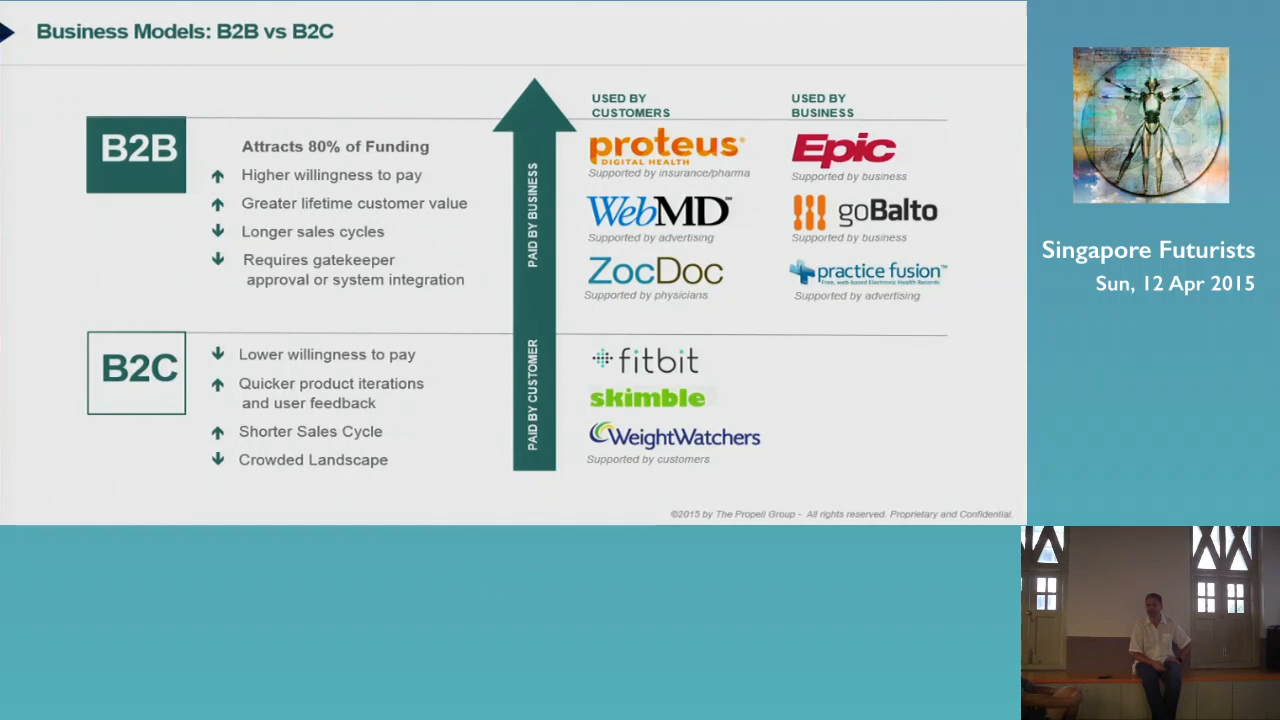 Business Models: B2B vs B2C
B2B
Attracts 80% of Funding
Higher willingness to pay
Greater lifetime customer value
Longer sales cycles
Requires gatekeeper
approval or system integration
B2C
Lower willingness to pay
Quicker product iterations
and user feedback
Shorter Sales Cycle
Crowded Landscape
PAID BY BUSINESS
PAID BY CUSTOMER
USED BY
CUSTOMERS
proteus®
DIGITAL HEALTH
Supported by insurance/pharma
WebMD
Supported by advertising
ZocDoc
Supported by physicians
fitbit
skimble
WeightWatchers
Supported by customers
USED BY
BUSINESS
Epic
Supported by business
goBalto
Supported by business
practice fusion™
Free, web-based Electronic Health Records
Supported by advertising
©2015 by The Propell Group - All rights reserved. Proprietary and Confidential.
Singapore Futurists
Sun, 12 Apr 2015